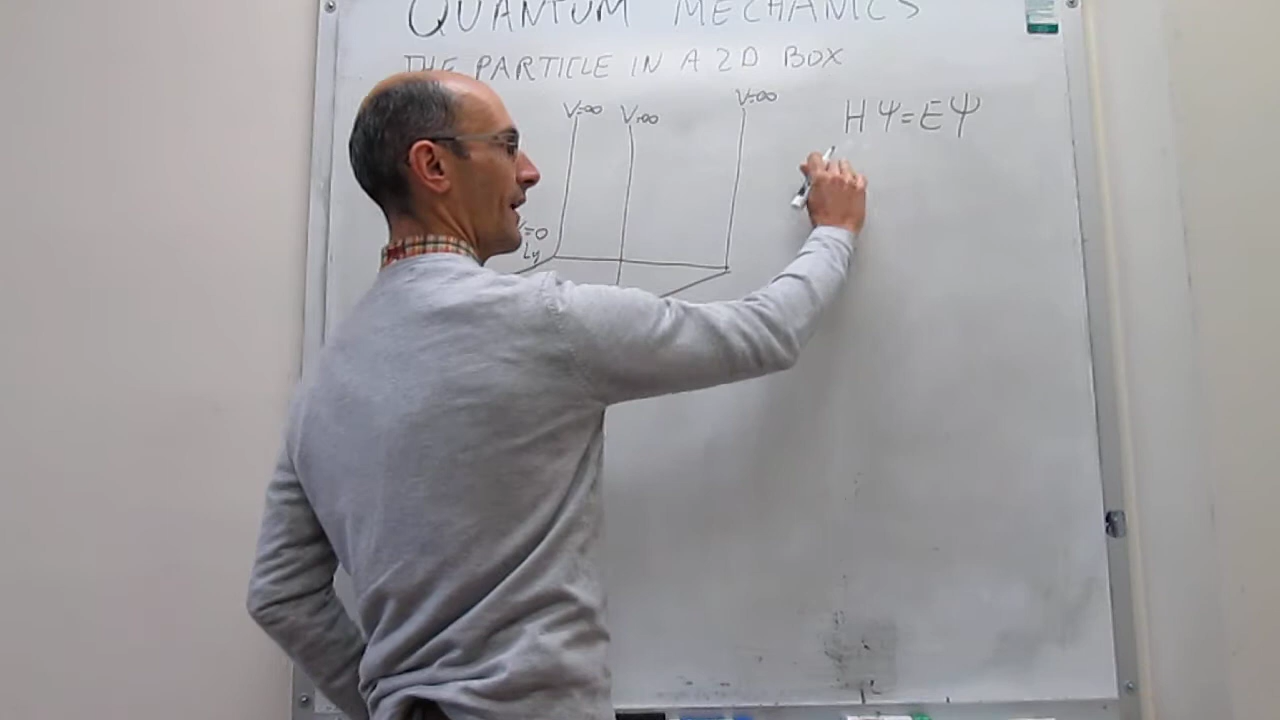 QUANTUM MECHANICS
THE PARTICLE IN A 2D BOX
V=∞ V=∞ V=∞
HΨ=EΨ
V=0
Ly